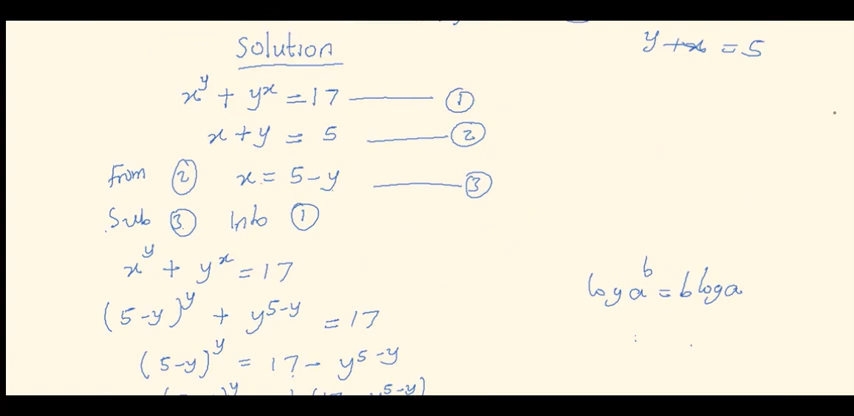 Solution
y + x = 5
x^y + y^x = 17 ——— ①
x + y = 5 ——— ②
From ② x = 5-y ——— ③
Sub ③ Into ①
x^y + y^x = 17
log a^b = b log a
(5-y)^y + y^(5-y) = 17
(5-y)^y = 17 - y^(5-y)